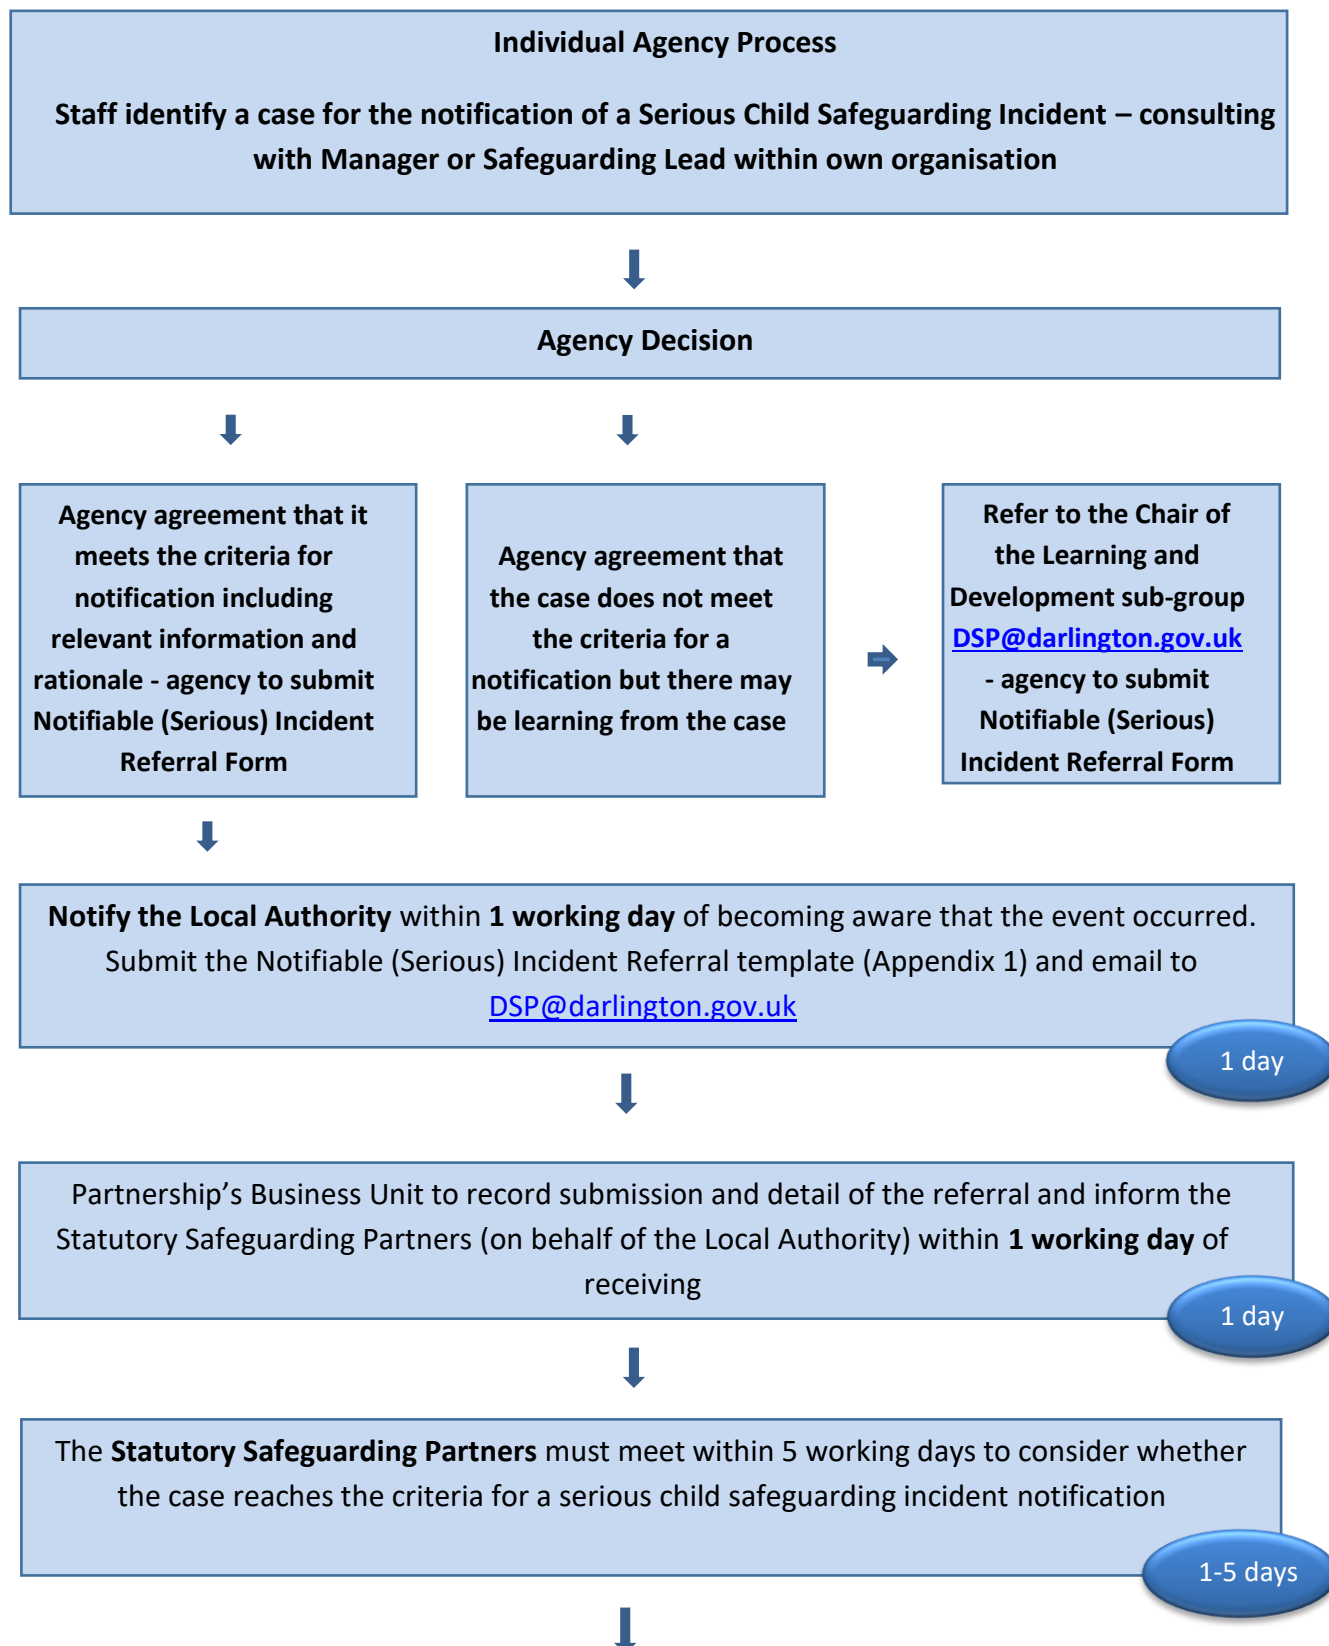 Individual Agency Process
Staff identify a case for the notification of a Serious Child Safeguarding Incident – consulting
with Manager or Safeguarding Lead within own organisation
Agency Decision
Agency agreement that it
meets the criteria for
notification including
relevant information and
rationale - agency to submit
Notifiable (Serious) Incident
Referral Form
Agency agreement that
the case does not meet
the criteria for a
notification but there may
be learning from the case
Refer to the Chair of
the Learning and
Development sub-group
DSP@darlington.gov.uk
- agency to submit
Notifiable (Serious)
Incident Referral Form
Notify the Local Authority within 1 working day of becoming aware that the event occurred.
Submit the Notifiable (Serious) Incident Referral template (Appendix 1) and email to
DSP@darlington.gov.uk
1 day
Partnership’s Business Unit to record submission and detail of the referral and inform the
Statutory Safeguarding Partners (on behalf of the Local Authority) within 1 working day of
receiving
1 day
The Statutory Safeguarding Partners must meet within 5 working days to consider whether
the case reaches the criteria for a serious child safeguarding incident notification
1-5 days